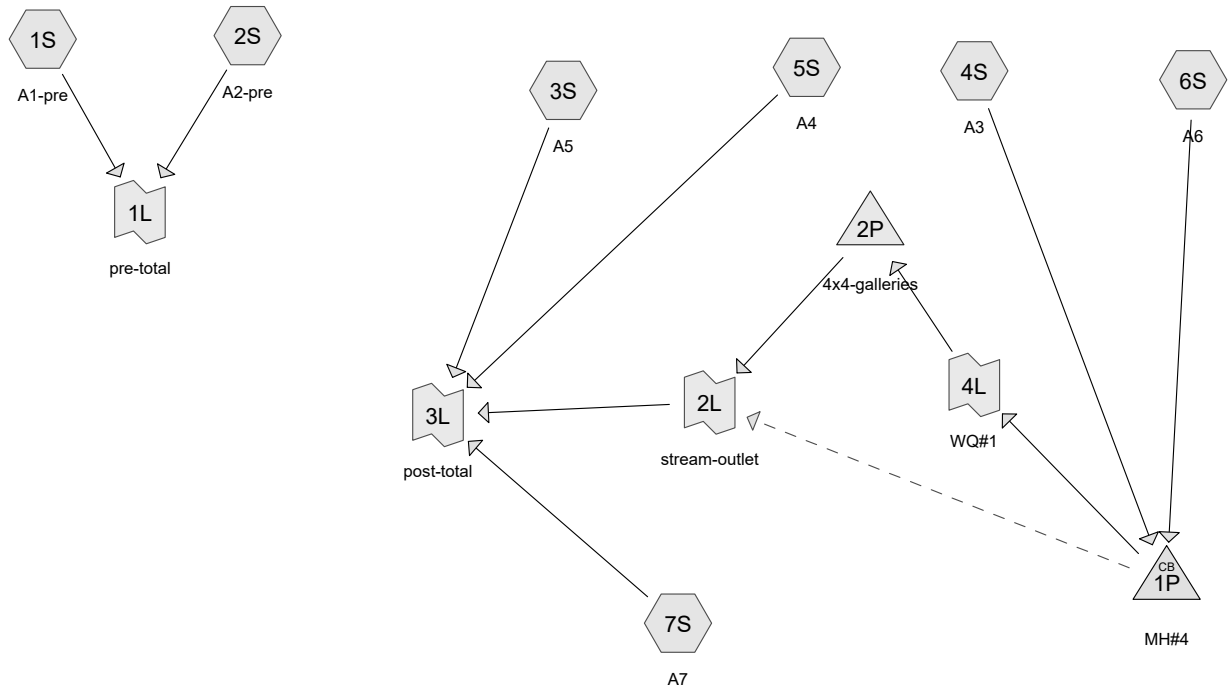 1S
A1-pre
2S
A2-pre
1L
pre-total
3S
A5
5S
A4
4S
A3
6S
A6
2P
4x4-galleries
3L
post-total
2L
stream-outlet
4L
WQ#1
CB
1P
MH#4
7S
A7